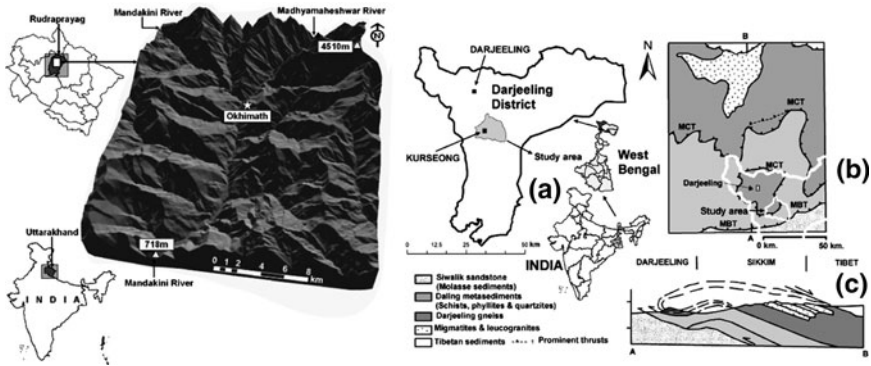 Rudraprayag
Mandakini River
Madhyamaheshwar River
4510m
N
Okhimath
718m
Mandakini River
0 1 2 4 6 8
km
Uttarakhand
INDIA
DARJEELING
Darjeeling
District
KURSEONG
Study area
(a)
West
Bengal
0 12.5 25 50 km
INDIA
Siwalik sandstone
(Molasse sediments)
Daling metasediments
(Schists, phyllites & quartzites)
Darjeeling gneiss
Migmatites & leucogranites
Tibetan sediments
Prominent thrusts
N
B
MCT
MCT
MCT
Darjeeling
(b)
Study area
MBT
MBT
A
0 km. 50
DARJEELING
SIKKIM
TIBET
(c)
A
B